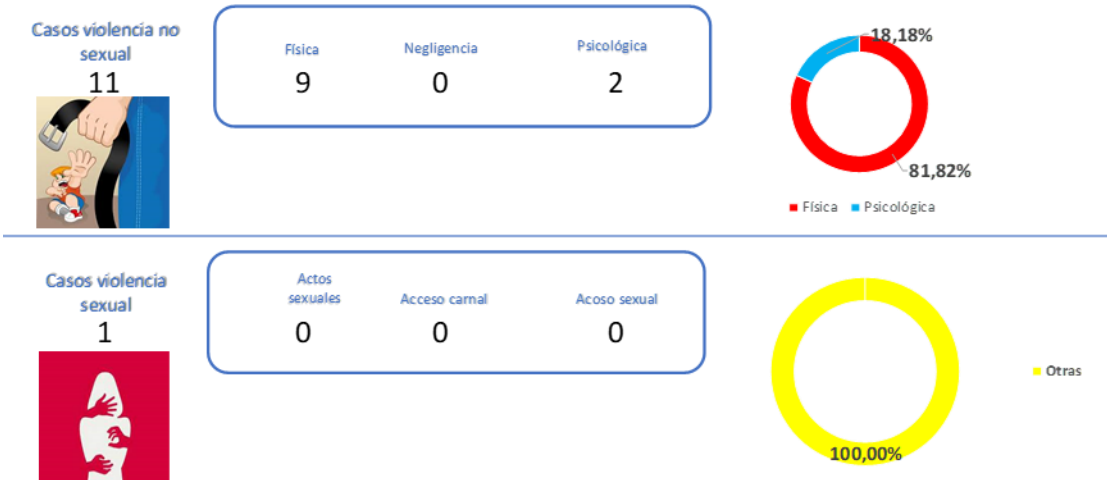 Casos violencia no
sexual
11
Física
9
Negligencia
0
Psicológica
2
18,18%
81,82%
Física
Psicológica
Casos violencia
sexual
1
Actos
sexuales
0
Acceso carnal
0
Acoso sexual
0
Otras
100,00%